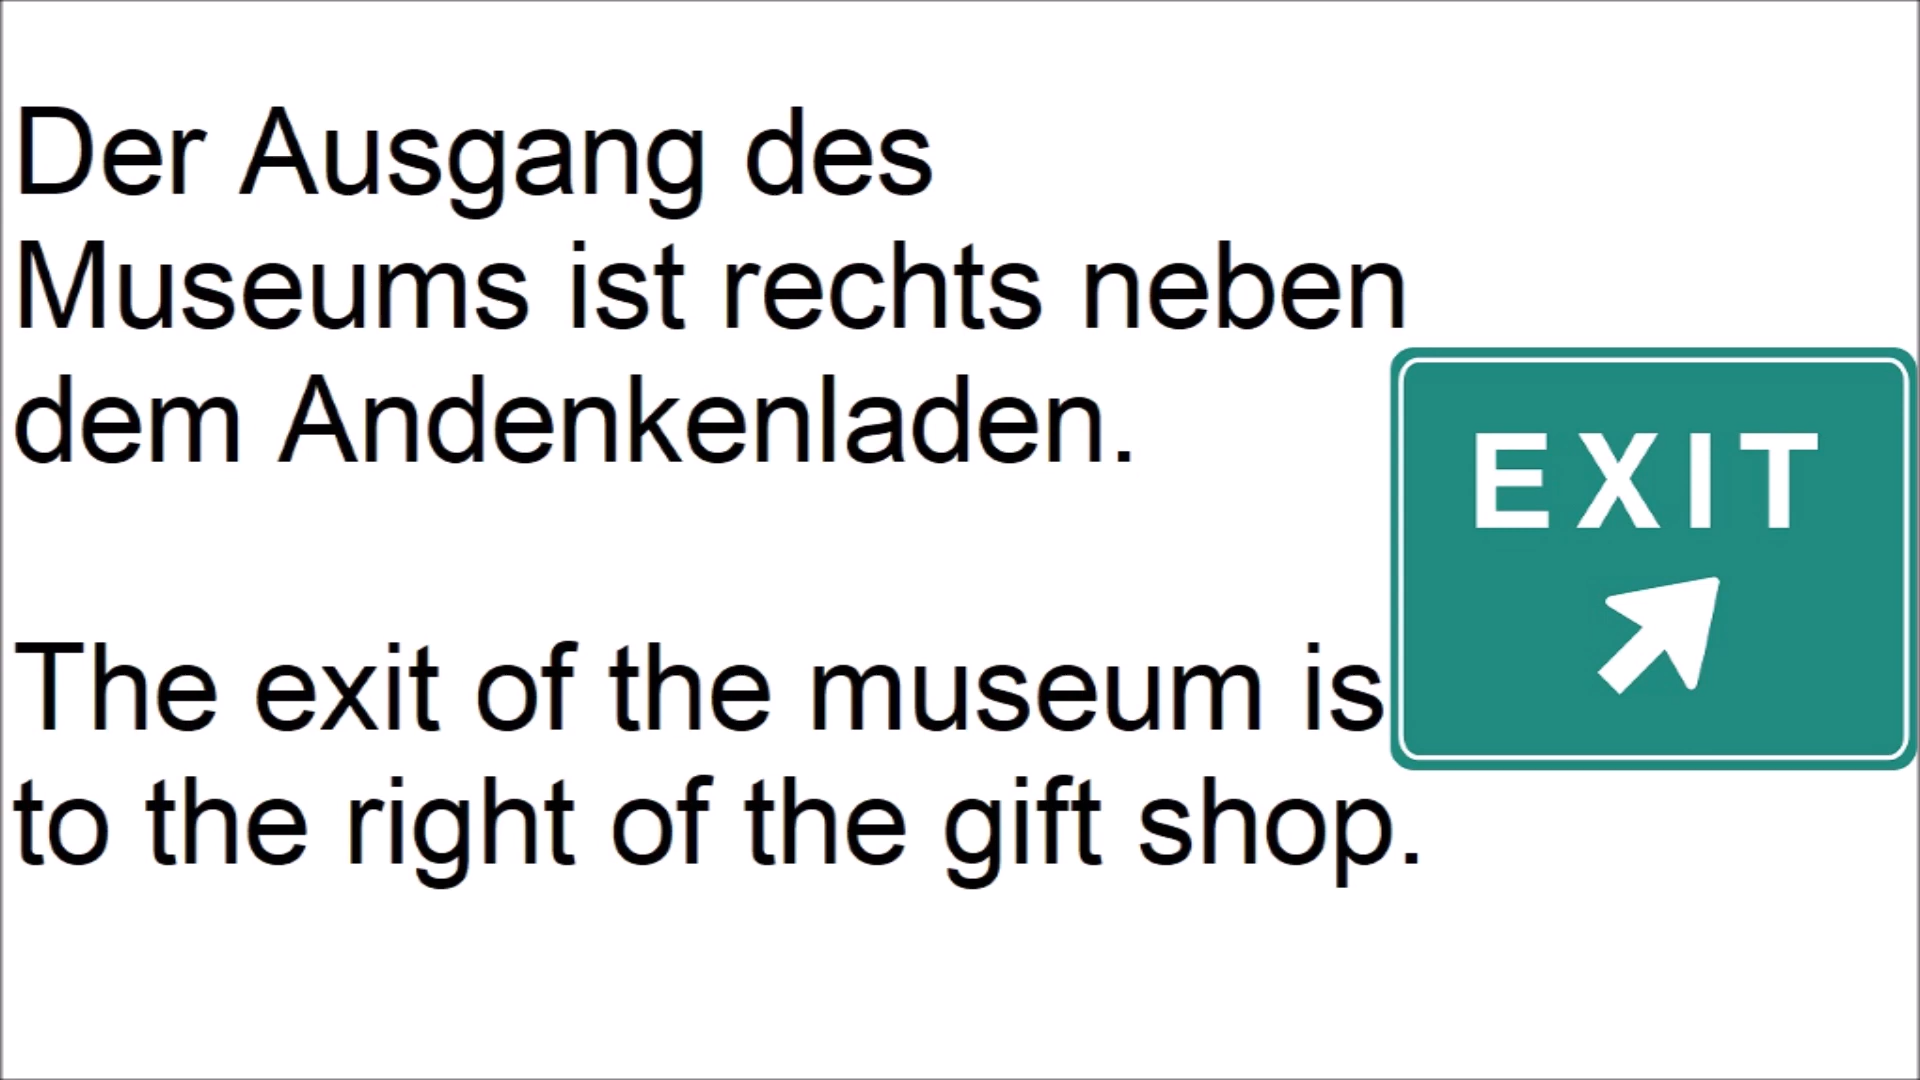 Der Ausgang des
Museums ist rechts neben
dem Andenkenladen.
EXIT
The exit of the museum is
to the right of the gift shop.